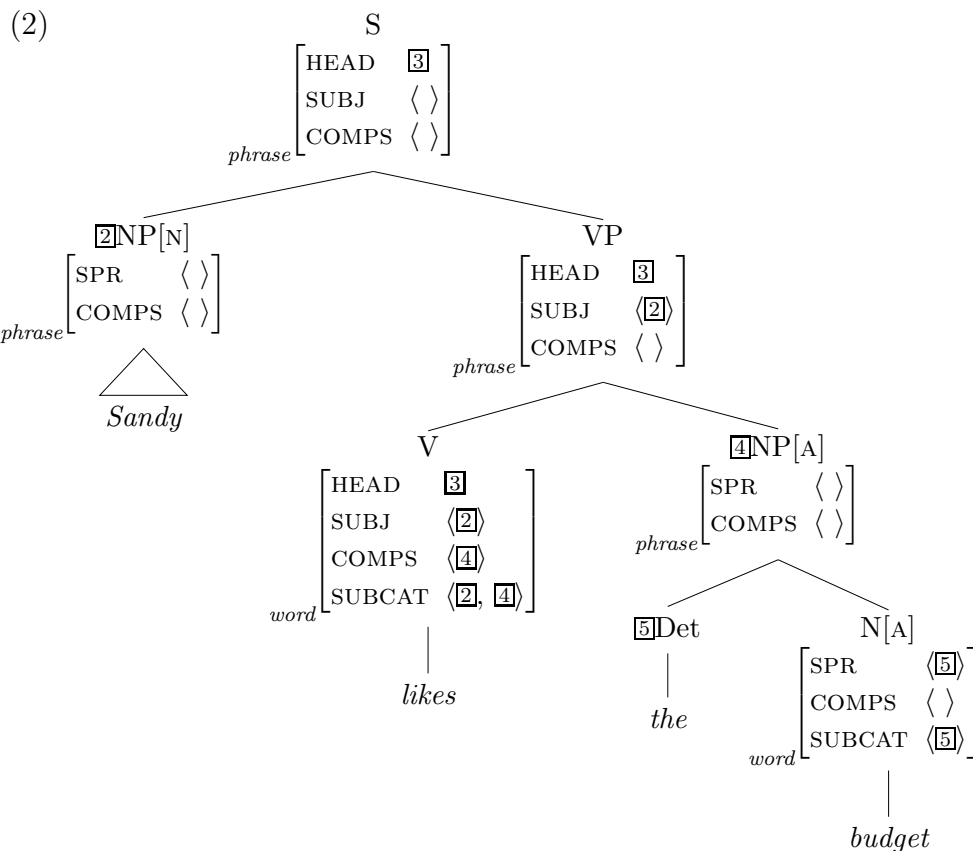 (2)
S
HEAD 3
SUBJ ⟨ ⟩
COMPS ⟨ ⟩
phrase
2NP[N]
SPR ⟨ ⟩
COMPS ⟨ ⟩
phrase
Sandy
VP
HEAD 3
SUBJ ⟨2⟩
COMPS ⟨ ⟩
phrase
V
HEAD 3
SUBJ ⟨2⟩
COMPS ⟨4⟩
SUBCAT ⟨2, 4⟩
word
likes
4NP[A]
SPR ⟨ ⟩
COMPS ⟨ ⟩
phrase
5Det
the
N[A]
SPR ⟨5⟩
COMPS ⟨ ⟩
SUBCAT ⟨5⟩
word
budget